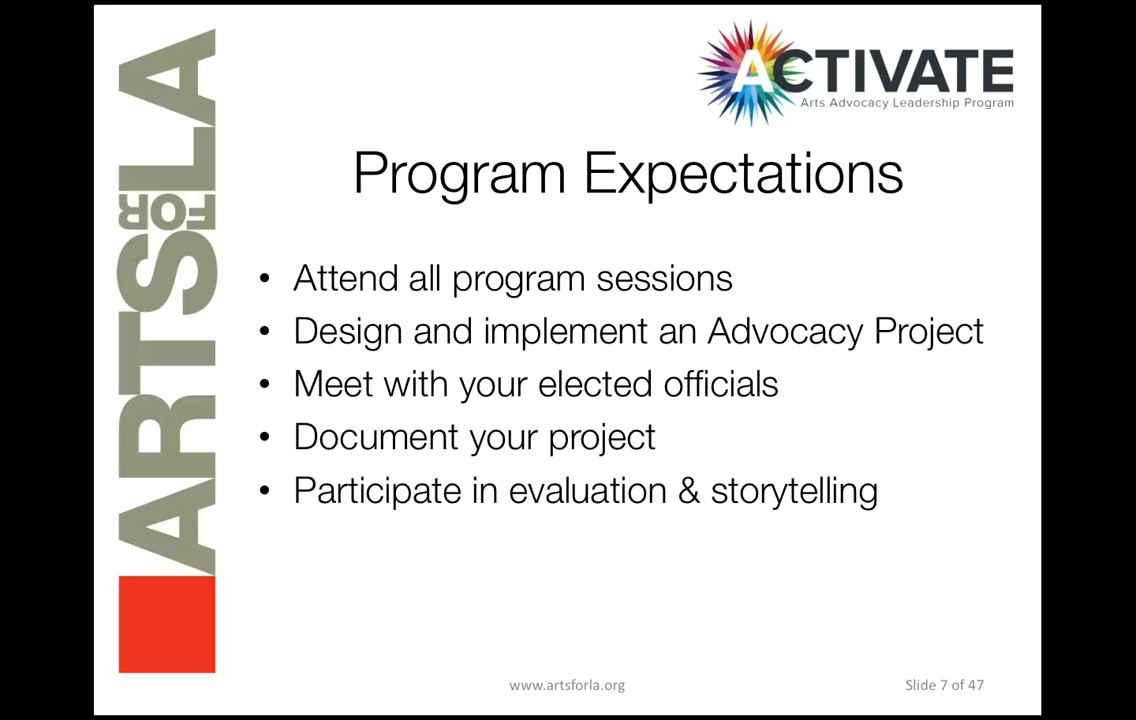 ARTS FOR LA
ACTIVATE
Arts Advocacy Leadership Program
Program Expectations
• Attend all program sessions
• Design and implement an Advocacy Project
• Meet with your elected officials
• Document your project
• Participate in evaluation & storytelling
www.artsforla.org
Slide 7 of 47